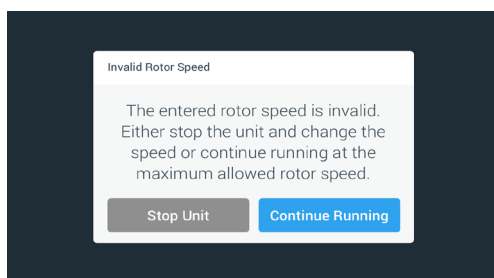 Invalid Rotor Speed
The entered rotor speed is invalid.
Either stop the unit and change the
speed or continue running at the
maximum allowed rotor speed.
Stop Unit
Continue Running